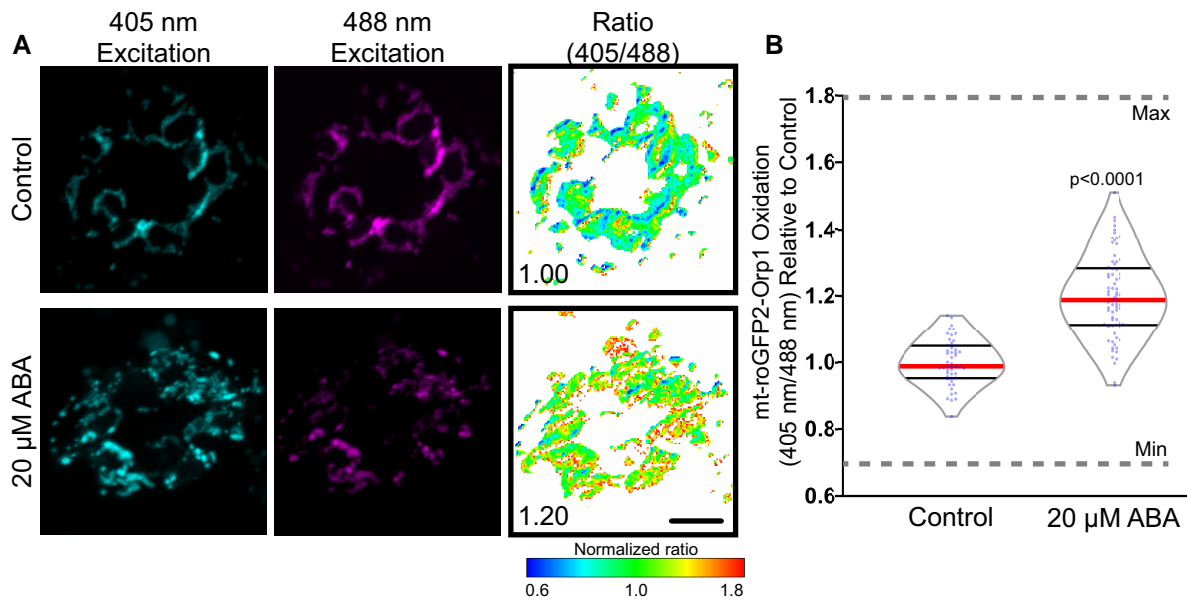 A
405 nm
Excitation
488 nm
Excitation
Ratio
(405/488)
Control
1.00
20 µM ABA
1.20
Normalized ratio
0.6 1.0 1.8
B
mt-roGFP2-Orp1 Oxidation
(405 nm/488 nm) Relative to Control
1.8
1.6
1.4
1.2
1.0
0.8
0.6
Max
p<0.0001
Min
Control
20 µM ABA